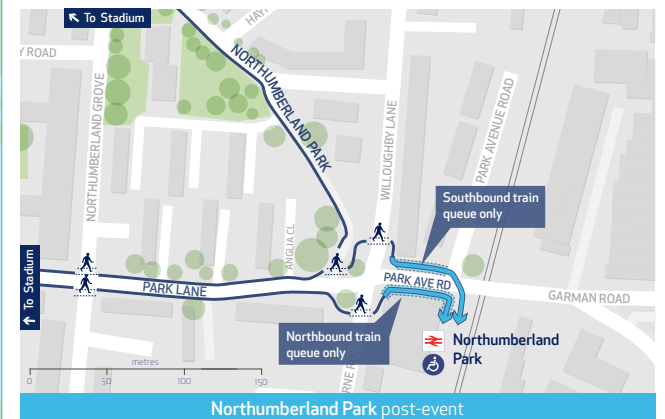 To Stadium
HAY
Y ROAD
NORTHUMBERLAND GROVE
NORTHUMBERLAND PARK
WILLOUGHBY LANE
PARK AVENUE ROAD
Southbound train
queue only
ANGLIA CL
To Stadium
PARK LANE
PARK AVE RD
GARMAN ROAD
Northbound train
queue only
Northumberland
Park
RNE RD
metres
0 50 100 150
Northumberland Park post-event